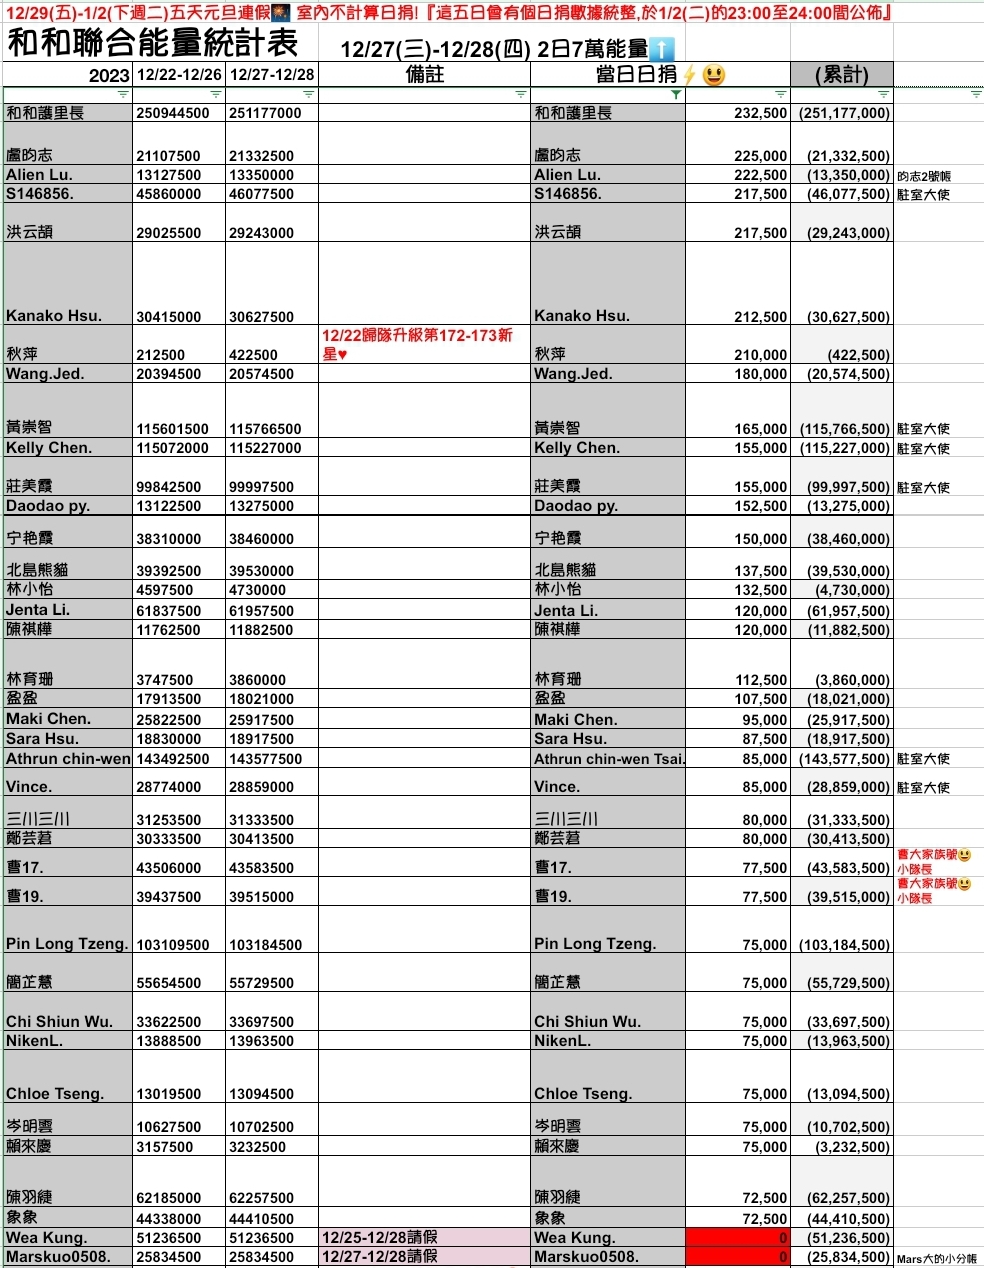 12/29(五)-1/2(下週二)五天元旦連假🎆 室內不計算日捐!『這五日曾有個日捐數據統整,於1/2(二)的23:00至24:00間公佈』
和和聯合能量統計表 12/27(三)-12/28(四) 2日7萬能量⬆️
2023 12/22-12/26 12/27-12/28 備註 當日日捐⚡😃 (累計)
和和護里長 250944500 251177000 和和護里長 232,500 (251,177,000)
盧昀志 21107500 21332500 盧昀志 225,000 (21,332,500)
Alien Lu. 13127500 13350000 Alien Lu. 222,500 (13,350,000) 昀志2號帳
S146856. 45860000 46077500 S146856. 217,500 (46,077,500) 駐室大使
洪云頡 29025500 29243000 洪云頡 217,500 (29,243,000)
Kanako Hsu. 30415000 30627500 Kanako Hsu. 212,500 (30,627,500)
12/22歸隊升級第172-173新
秋萍 212500 422500 星♥ 秋萍 210,000 (422,500)
Wang.Jed. 20394500 20574500 Wang.Jed. 180,000 (20,574,500)
黃崇智 115601500 115766500 黃崇智 165,000 (115,766,500) 駐室大使
Kelly Chen. 115072000 115227000 Kelly Chen. 155,000 (115,227,000) 駐室大使
莊美霞 99842500 99997500 莊美霞 155,000 (99,997,500) 駐室大使
Daodao py. 13122500 13275000 Daodao py. 152,500 (13,275,000)
宁艳霞 38310000 38460000 宁艳霞 150,000 (38,460,000)
北島熊貓 39392500 39530000 北島熊貓 137,500 (39,530,000)
林小怡 4597500 4730000 林小怡 132,500 (4,730,000)
Jenta Li. 61837500 61957500 Jenta Li. 120,000 (61,957,500)
陳祺樺 11762500 11882500 陳祺樺 120,000 (11,882,500)
林育珊 3747500 3860000 林育珊 112,500 (3,860,000)
盈盈 17913500 18021000 盈盈 107,500 (18,021,000)
Maki Chen. 25822500 25917500 Maki Chen. 95,000 (25,917,500)
Sara Hsu. 18830000 18917500 Sara Hsu. 87,500 (18,917,500)
Athrun chin-wen 143492500 143577500 Athrun chin-wen Tsai. 85,000 (143,577,500) 駐室大使
Vince. 28774000 28859000 Vince. 85,000 (28,859,000) 駐室大使
三川三川 31253500 31333500 三川三川 80,000 (31,333,500)
鄭芸莙 30333500 30413500 鄭芸莙 80,000 (30,413,500)
曹大家族號😃
曹17. 43506000 43583500 曹17. 77,500 (43,583,500) 小隊長
曹大家族號😃
曹19. 39437500 39515000 曹19. 77,500 (39,515,000) 小隊長
Pin Long Tzeng. 103109500 103184500 Pin Long Tzeng. 75,000 (103,184,500)
簡芷慧 55654500 55729500 簡芷慧 75,000 (55,729,500)
Chi Shiun Wu. 33622500 33697500 Chi Shiun Wu. 75,000 (33,697,500)
NikenL. 13888500 13963500 NikenL. 75,000 (13,963,500)
Chloe Tseng. 13019500 13094500 Chloe Tseng. 75,000 (13,094,500)
岑明雲 10627500 10702500 岑明雲 75,000 (10,702,500)
賴來慶 3157500 3232500 賴來慶 75,000 (3,232,500)
陳羽緁 62185000 62257500 陳羽緁 72,500 (62,257,500)
象象 44338000 44410500 象象 72,500 (44,410,500)
Wea Kung. 51236500 51236500 12/25-12/28請假 Wea Kung. 0 (51,236,500)
Marskuo0508. 25834500 25834500 12/27-12/28請假 Marskuo0508. 0 (25,834,500) Mars大的小分帳